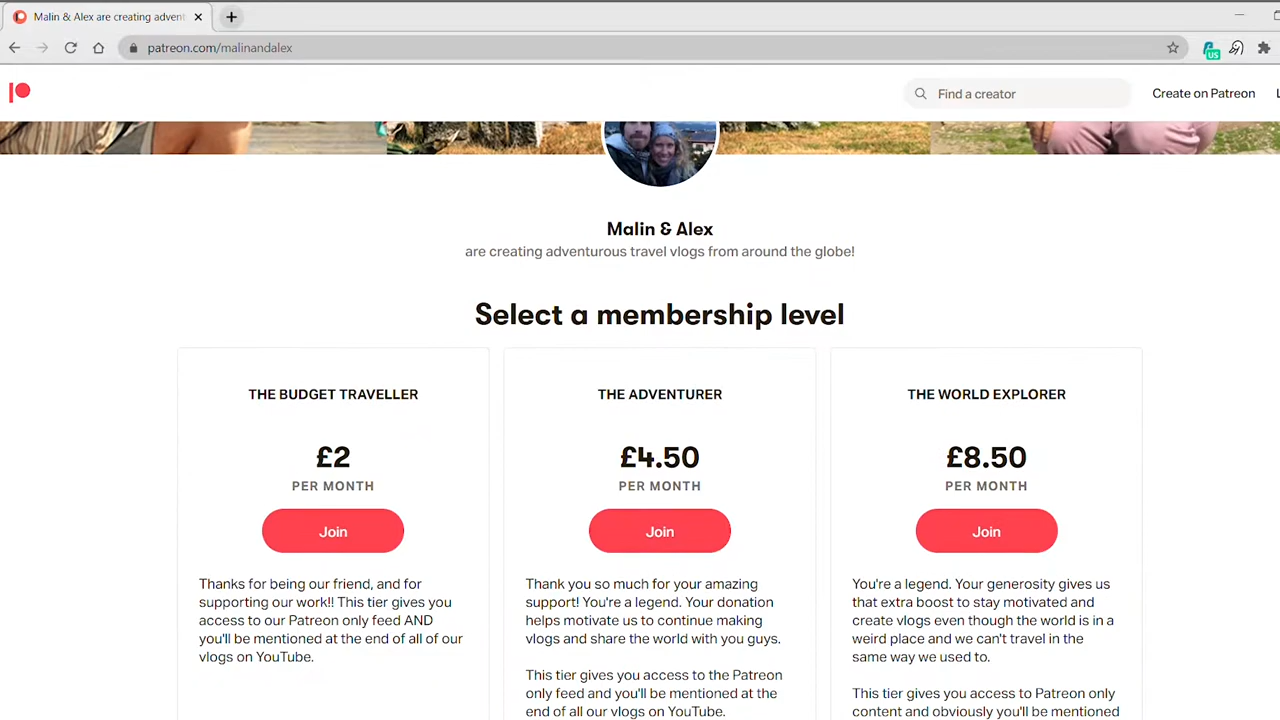 Malin & Alex are creating advent
patreon.com/malinandalex
US
Find a creator
Create on Patreon
Malin & Alex
are creating adventurous travel vlogs from around the globe!
Select a membership level
THE BUDGET TRAVELLER
£2
PER MONTH
Join
Thanks for being our friend, and for
supporting our work!! This tier gives you
access to our Patreon only feed AND
you'll be mentioned at the end of all of our
vlogs on YouTube.
THE ADVENTURER
£4.50
PER MONTH
Join
Thank you so much for your amazing
support! You're a legend. Your donation
helps motivate us to continue making
vlogs and share the world with you guys.
This tier gives you access to the Patreon
only feed and you'll be mentioned at the
end of all our vlogs on YouTube.
THE WORLD EXPLORER
£8.50
PER MONTH
Join
You're a legend. Your generosity gives us
that extra boost to stay motivated and
create vlogs even though the world is in a
weird place and we can't travel in the
same way we used to.
This tier gives you access to Patreon only
content and obviously you'll be mentioned